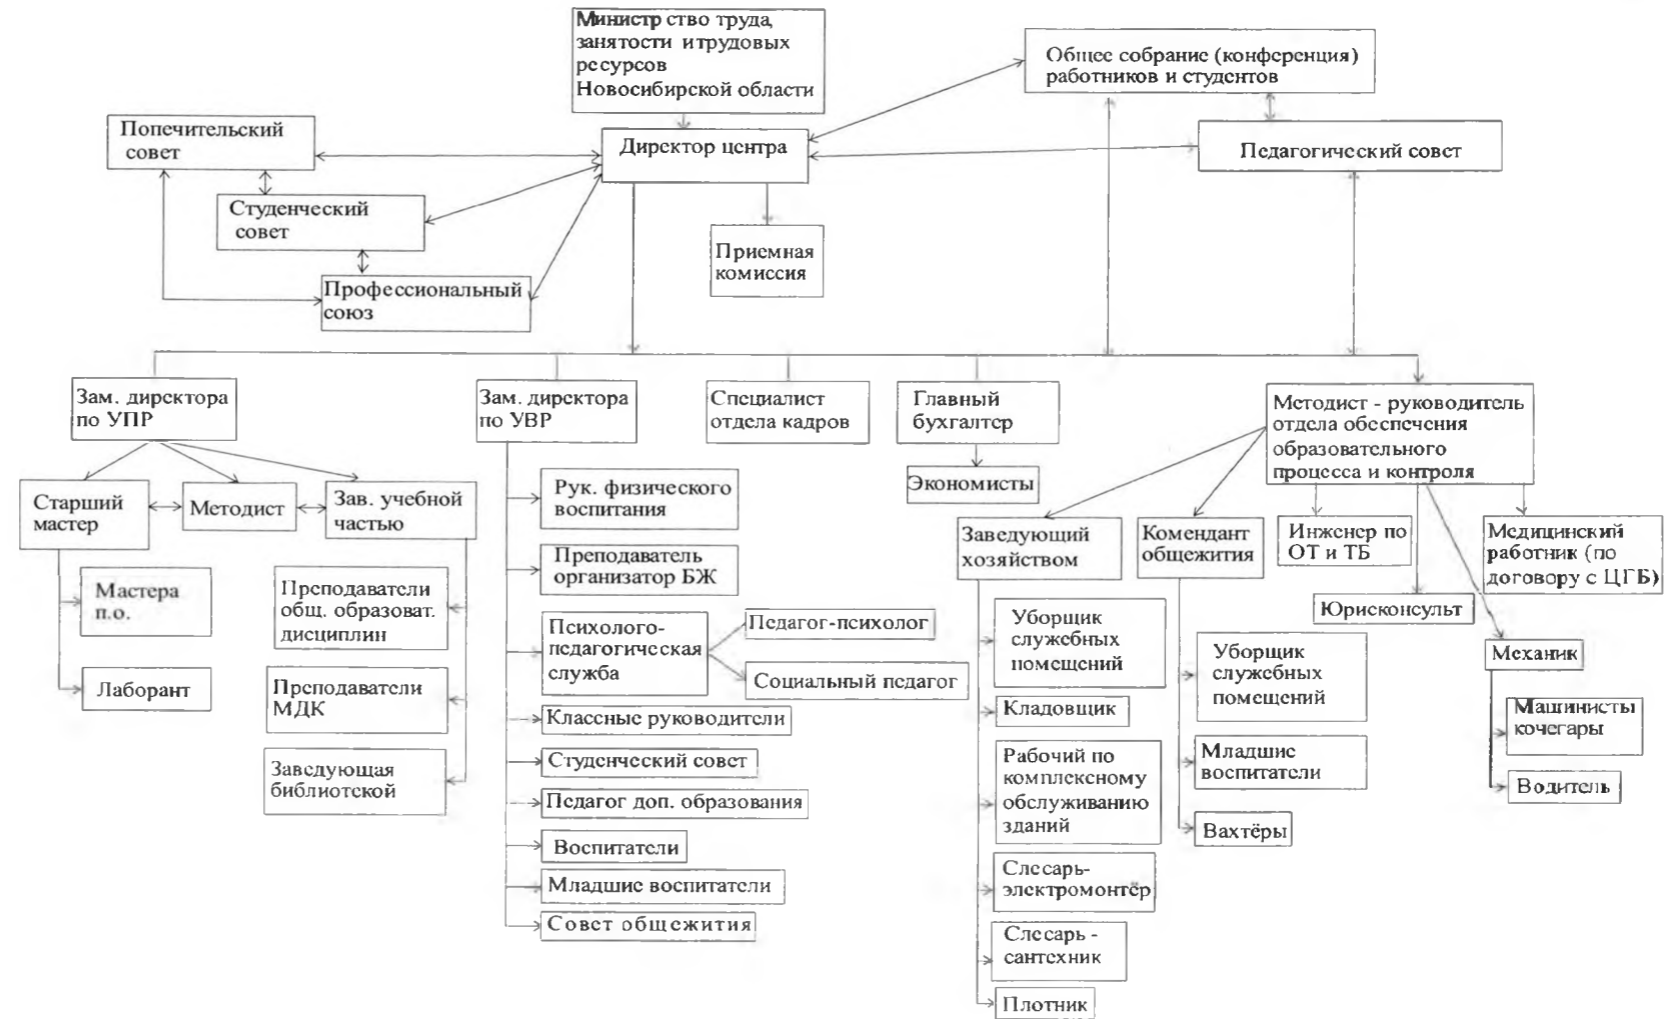 Министр ство труда,
занятости итрудовых
ресурсов
Новосибирской области
Общее собрание (конференция)
работников и студентов
Попечительский
совет
Директор центра
Педагогический совет
Студенческий
совет
Приемная
комиссия
Профессиональный
союз
Зам. директора
по УПР
Зам. директора
по УВР
Специалист
отдела кадров
Главный
бухгалтер
Методист - руководитель
отдела обеспечения
образовательного
процесса и контроля
Старший
мастер
Методист
Зав. учебной
частью
Мастера
п.о.
Лаборант
Преподаватели
общ. образоват.
дисциплин
Преподаватели
МДК
Заведующая
библиотекой
Рук. физического
воспитания
Преподаватель
организатор БЖ
Психолого-
педагогическая
служба
Педагог-психолог
Социальный педагог
Классные руководители
Студенческий совет
Педагог доп. образования
Воспитатели
Младшие воспитатели
Совет общежития
Экономисты
Заведующий
хозяйством
Уборщик
служебных
помещений
Кладовщик
Рабочий по
комплексному
обслуживанию
зданий
Слесарь-
электромонтёр
Слесарь -
сантехник
Плотник
Комендант
общежития
Уборщик
служебных
помещений
Младшие
воспитатели
Вахтёры
Инженер по
ОТ и ТБ
Юрисконсульт
Медицинский
работник (по
договору с ЦГБ)
Механик
Машинисты
кочегары
Водитель